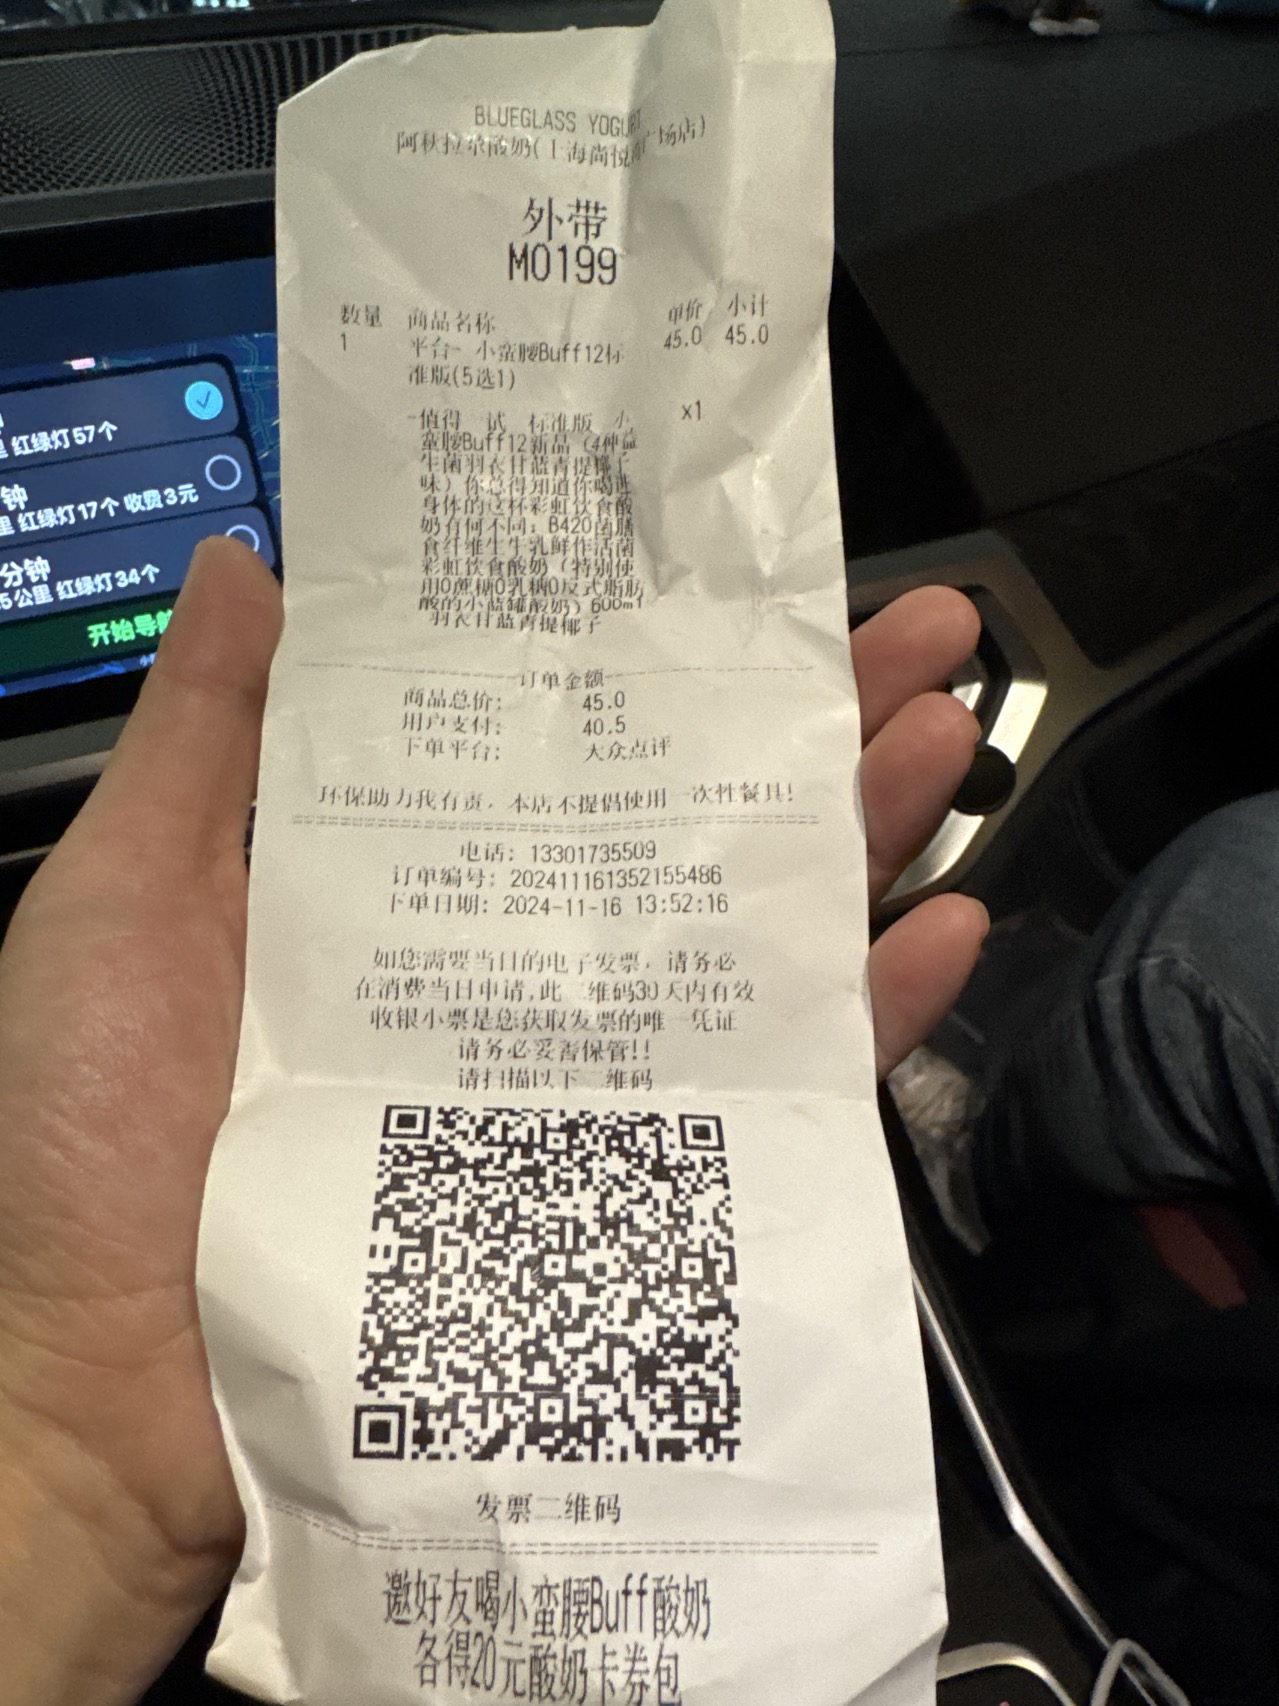 BLUEGLASS YOGURT
阿秋拉尕酸奶(上海尚悦湾广场店)
外带
M0199
数量 商品名称 单价 小计
1 平台- 小蛮腰Buff12标 45.0 45.0
准版(5选1)
-值得一试 标准版 小 x1
蛮腰Buff12新品（4种益
生菌羽衣甘蓝青提椰子
味）你总得知道你喝进
身体的这杯彩虹饮食酸
奶有何不同：B420菌膳
食纤维生牛乳鲜作活菌
彩虹饮食酸奶（特别使
用0蔗糖0乳糖0反式脂肪
酸的小蓝罐酸奶）600ml
羽衣甘蓝青提椰子
订单金额
商品总价: 45.0
用户支付: 40.5
下单平台: 大众点评
环保助力我有责，本店不提倡使用一次性餐具!
电话: 13301735509
订单编号: 202411161352155486
下单日期: 2024-11-16 13:52:16
如您需要当日的电子发票，请务必
在消费当日申请,此二维码30天内有效
收银小票是您获取发票的唯一凭证
请务必妥善保管!!
请扫描以下二维码
发票二维码
邀好友喝小蛮腰Buff酸奶
各得20元酸奶卡券包
红绿灯57个
钟
里 红绿灯17个 收费3元
分钟
5公里 红绿灯34个
开始导航